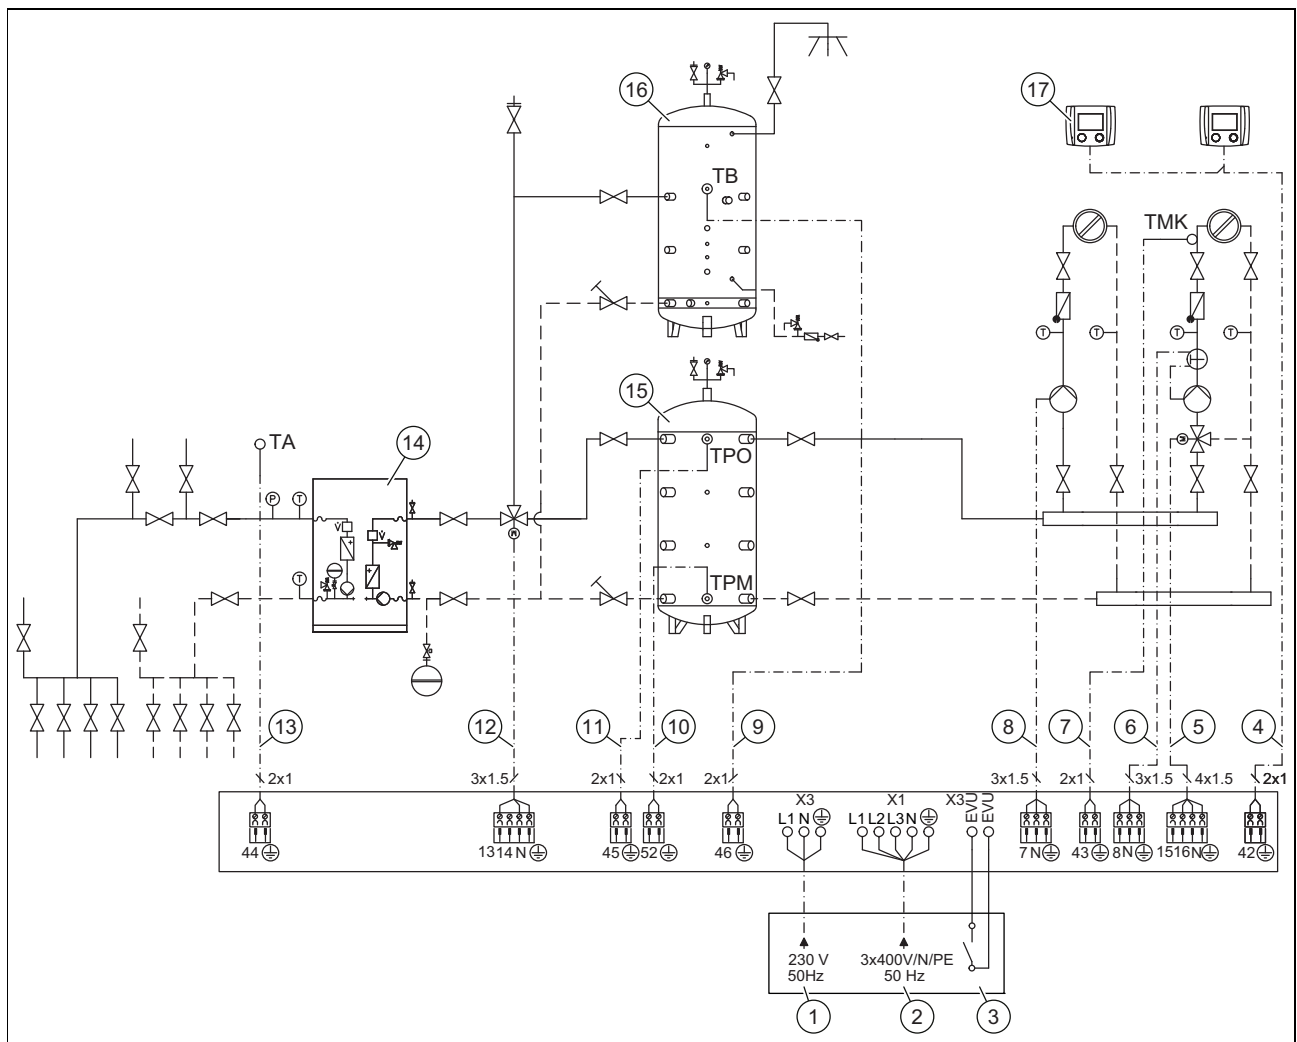 16
17
TB
TMK
15
TA
14
TPO
P
T
T
T
T
T
T
M
V̇
V̇
M
TPM
13
12
11
10
9
8
7
6
5
4
2x1
3x1.5
2x1
2x1
2x1
3x1.5
2x1
3x1.5
4x1.5
2x1
X3
X1
X3
EVU
EVU
L1 N
L1 L2 L3 N
44
13 14 N
45
52
46
7 N
43
8 N
15 16 N
42
230 V
50Hz
3x400V/N/PE
50 Hz
1
2
3